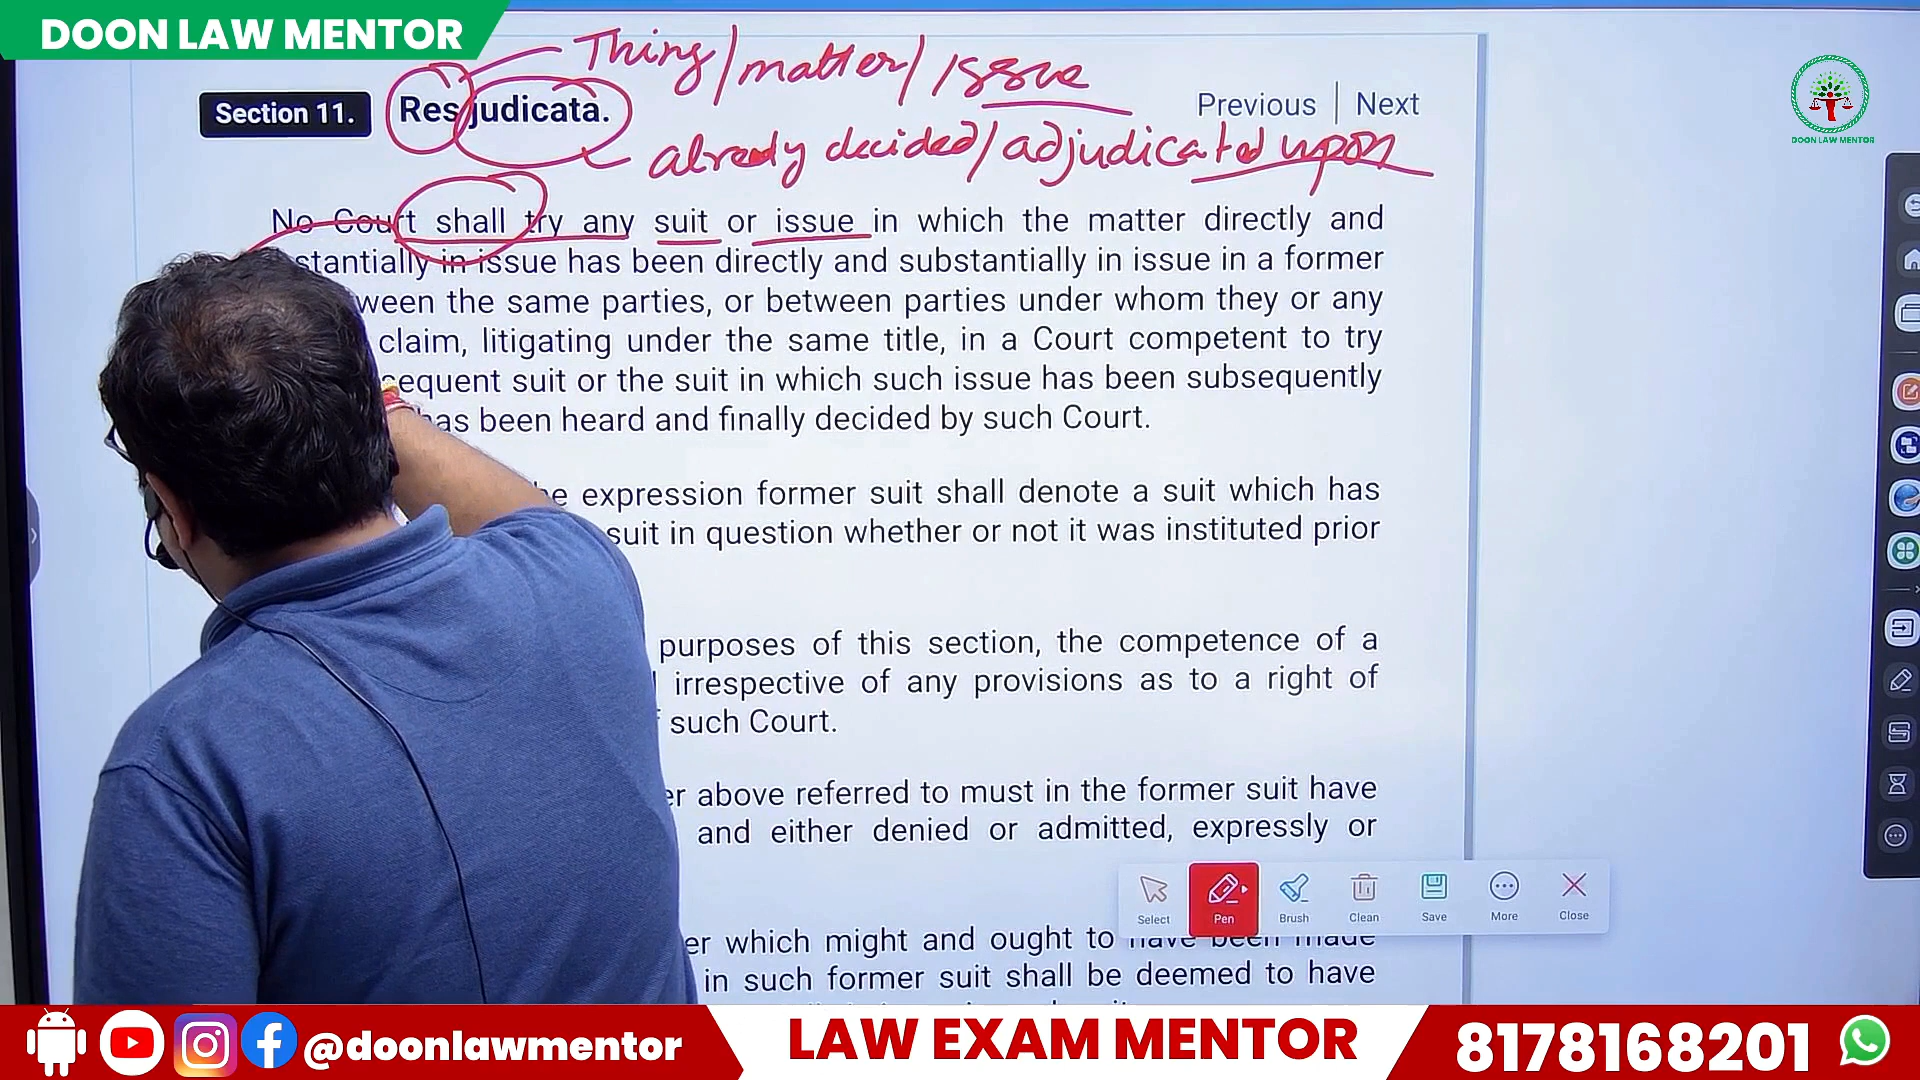 DOON LAW MENTOR
Thing/matter/Issue
Section 11.
Res judicata.
Previous | Next
DOON LAW MENTOR
already decided/adjudicated upon
No Court shall try any suit or issue in which the matter directly and
stantially in issue has been directly and substantially in issue in a former
ween the same parties, or between parties under whom they or any
claim, litigating under the same title, in a Court competent to try
sequent suit or the suit in which such issue has been subsequently
has been heard and finally decided by such Court.
he expression former suit shall denote a suit which has
suit in question whether or not it was instituted prior
purposes of this section, the competence of a
irrespective of any provisions as to a right of
such Court.
er above referred to must in the former suit have
and either denied or admitted, expressly or
Select Pen Brush Clean Save More Close
er which might and ought to have been made
in such former suit shall be deemed to have
@doonlawmentor
LAW EXAM MENTOR
8178168201